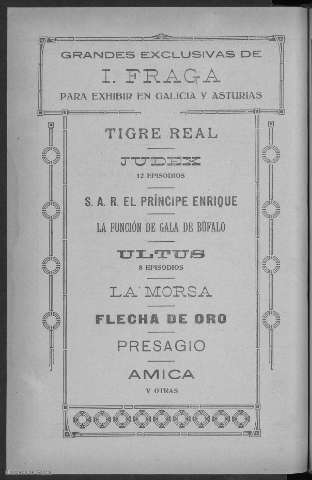 GRANDES EXCLUSIVAS DE
I. FRAGA
PARA EXHIBIR EN GALICIA Y ASTURIAS
TIGRE REAL
JUDEX
12 EPISODIOS
S. A. R. EL PRÍNCIPE ENRIQUE
LA FUNCIÓN DE GALA DE BÚFALO
ULTUS
8 EPISODIOS
LA MORSA
FLECHA DE ORO
PRESAGIO
AMICA
Y OTRAS